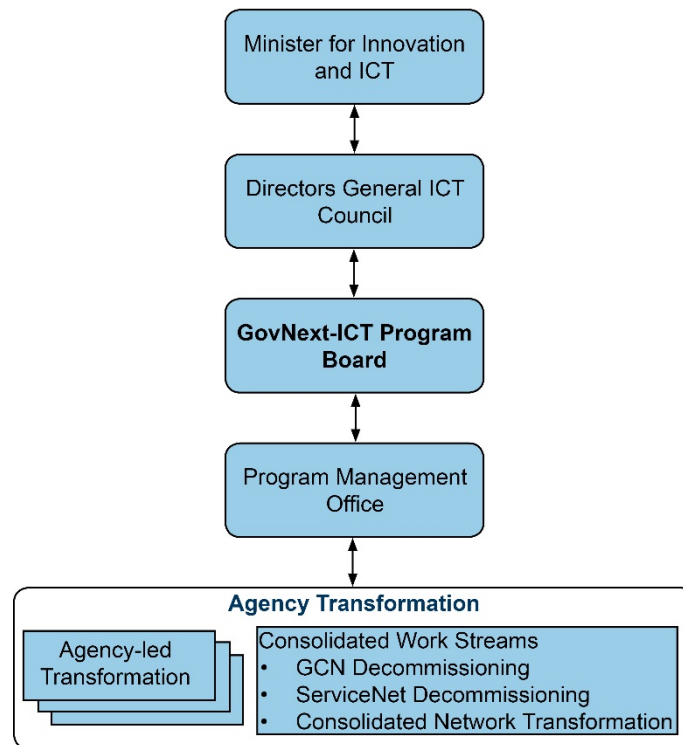 Minister for Innovation
and ICT
Directors General ICT
Council
GovNext-ICT Program
Board
Program Management
Office
Agency Transformation
Agency-led
Transformation
Consolidated Work Streams
• GCN Decommissioning
• ServiceNet Decommissioning
• Consolidated Network Transformation